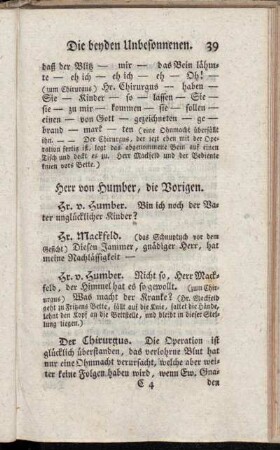 Die beyden Unbesonnenen. 39
daß der Blitz — mir — das Bein lähm-
te — eh ich — eh ich — eh — Oh! —
(zum Chirurgus) Hr. Chirurgus — haben —
Sie — Kinder — so — lassen — Sie —
sie — zu mir — kommen — sie — sollen —
einen — von Gott — gezeichneten — ge-
brand — mark — ten (eine Ohnmacht überfällt
ihn. — — Der Chirurgus, der jezt eben mit der Ope-
ration fertig ist, legt das abgenommene Bein auf einen
Tisch und deckt es zu. Herr Mackfeld und der Bediente
knien vors Bette.)
Herr von Humber, die Vorigen.
Hr. v. Humber. Bin ich noch der Va-
ter unglücklicher Kinder?
Hr. Mackfeld. (das Schnuptuch vor dem
Gesicht) Diesen Jammer, gnädiger Herr, hat
meine Nachlässigkeit —
Hr. v. Humber. Nicht so, Herr Mack-
feld, der Himmel hat es so gewollt. (zum Chi-
rurgus) Was macht der Kranke? (Hr. Mackfeld
geht zu Frizens Bette, fällt auf die Knie, faltet die Hände,
lehnt den Kopf an die Bettstelle, und bleibt in dieser Stel-
lung liegen.)
Der Chirurgus. Die Operation ist
glücklich überstanden, das verlohrne Blut hat
nur eine Ohnmacht verursacht, welche aber wei-
ter keine Folgen haben wird, wenn Ew. Gna-
C 4 den